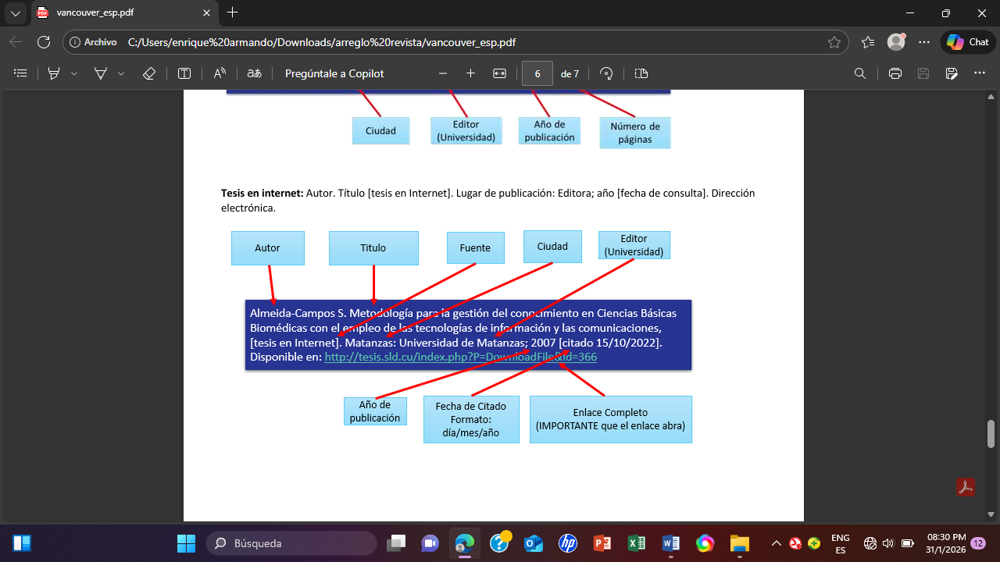 vancouver_esp.pdf
Archivo C:/Users/enrique%20armando/Downloads/arreglo%20revista/vancouver_esp.pdf
Chat
Pregúntale a Copilot
6 de 7
Ciudad
Editor
(Universidad)
Año de
publicación
Número de
páginas
Tesis en internet: Autor. Título [tesis en Internet]. Lugar de publicación: Editora; año [fecha de consulta]. Dirección
electrónica.
Autor
Titulo
Fuente
Ciudad
Editor
(Universidad)
Almeida-Campos S. Metodología para la gestión del conocimiento en Ciencias Básicas
Biomédicas con el empleo de las tecnologías de información y las comunicaciones,
[tesis en Internet]. Matanzas: Universidad de Matanzas; 2007 [citado 15/10/2022].
Disponible en: http://tesis.sld.cu/index.php?P=DownloadFile&Id=366
Año de
publicación
Fecha de Citado
Formato:
día/mes/año
Enlace Completo
(IMPORTANTE que el enlace abra)
Búsqueda
ENG
ES
08:30 PM
31/1/2026
12